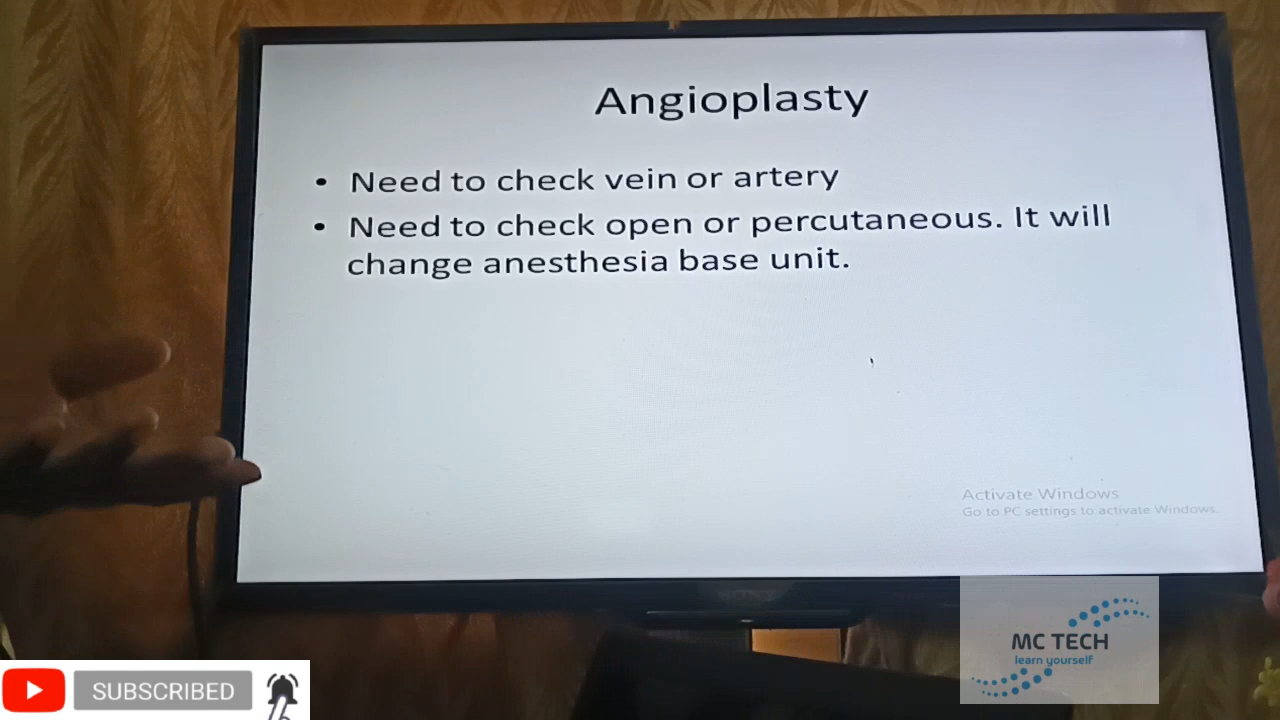 Angioplasty
• Need to check vein or artery
• Need to check open or percutaneous. It will
change anesthesia base unit.
Activate Windows
Go to PC settings to activate Windows.
SONY
MC TECH
learn yourself
SUBSCRIBED